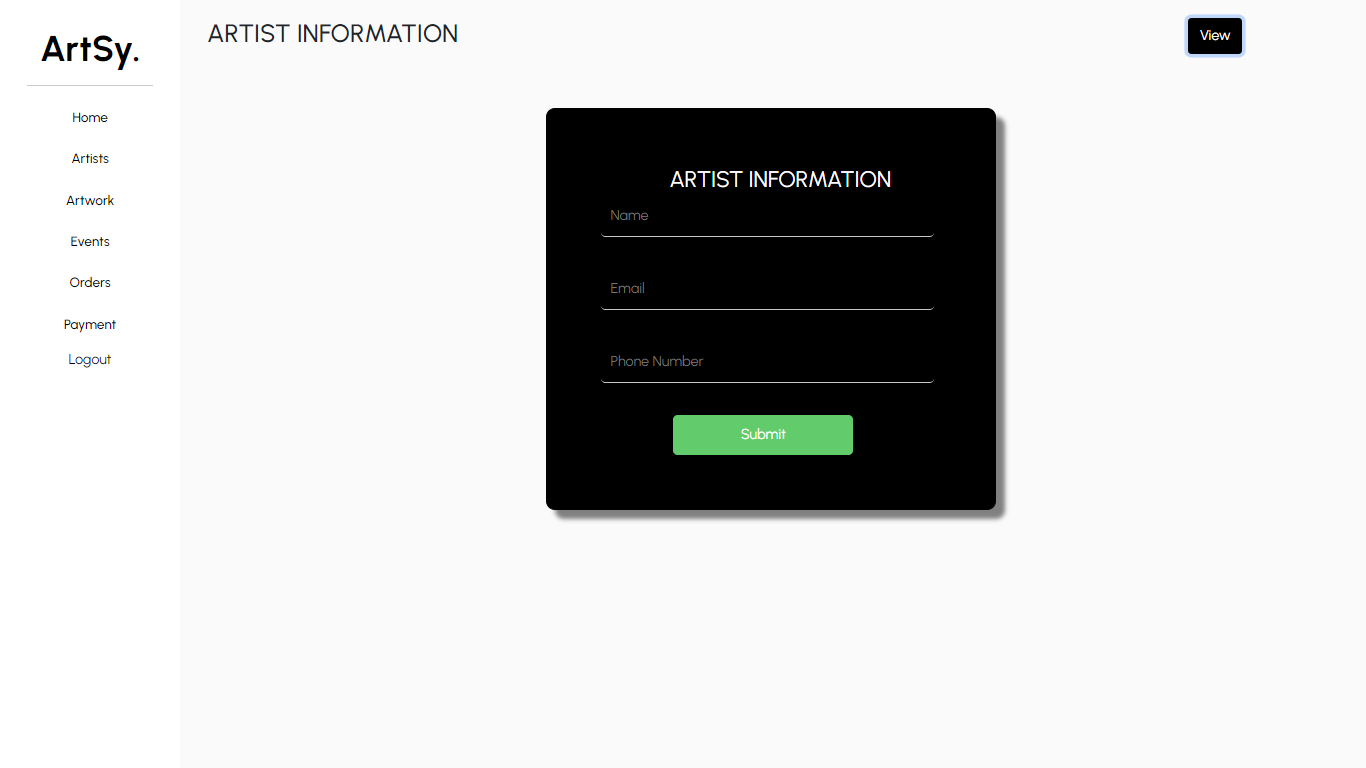 ArtSy.
Home
Artists
Artwork
Events
Orders
Payment
Logout
ARTIST INFORMATION
View
ARTIST INFORMATION
Name
Email
Phone Number
Submit